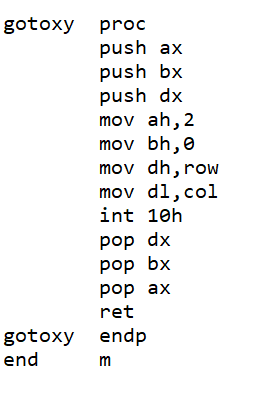 gotoxy  proc
        push ax
        push bx
        push dx
        mov ah,2
        mov bh,0
        mov dh,row
        mov dl,col
        int 10h
        pop dx
        pop bx
        pop ax
        ret
gotoxy  endp
end     m